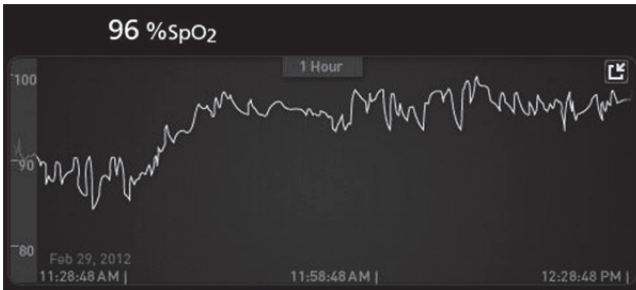 96 %SpO2
1 Hour
100
90
80
Feb 29, 2012
11:28:48 AM | 11:58:48 AM | 12:28:48 PM |